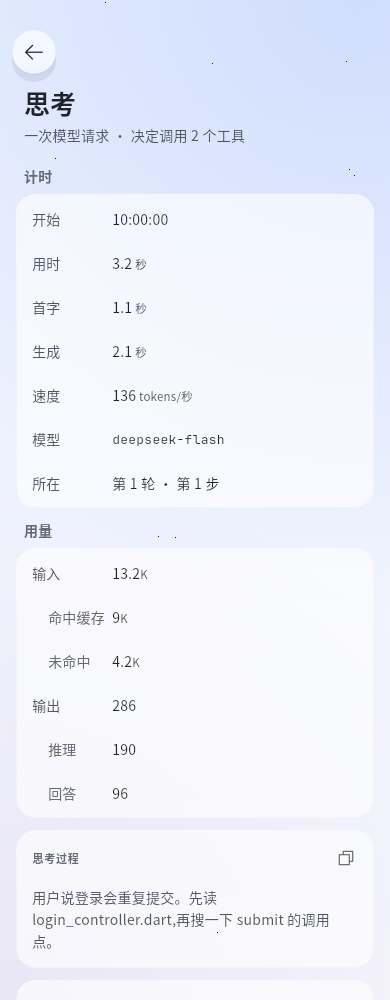 思考
一次模型请求 · 决定调用 2 个工具
计时
开始 10:00:00
用时 3.2 秒
首字 1.1 秒
生成 2.1 秒
速度 136 tokens/秒
模型 deepseek-flash
所在 第 1 轮 · 第 1 步
用量
输入 13.2K
命中缓存 9K
未命中 4.2K
输出 286
推理 190
回答 96
思考过程
用户说登录会重复提交。先读
login_controller.dart,再搜一下 submit 的调用
点。